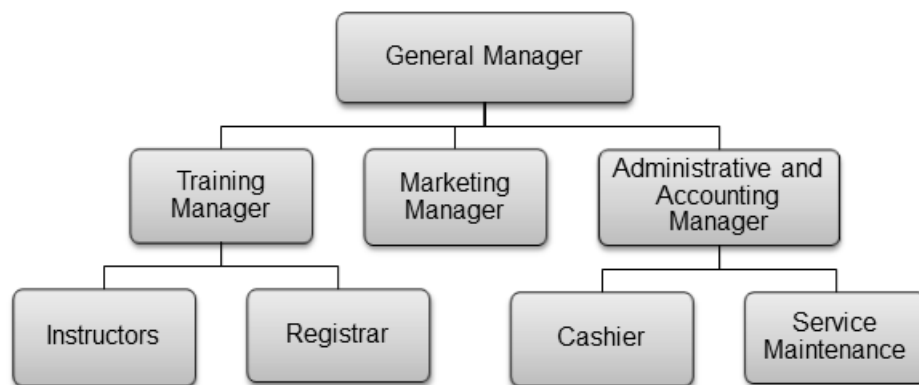 General Manager
Training
Manager
Marketing
Manager
Administrative and
Accounting
Manager
Instructors
Registrar
Cashier
Service
Maintenance